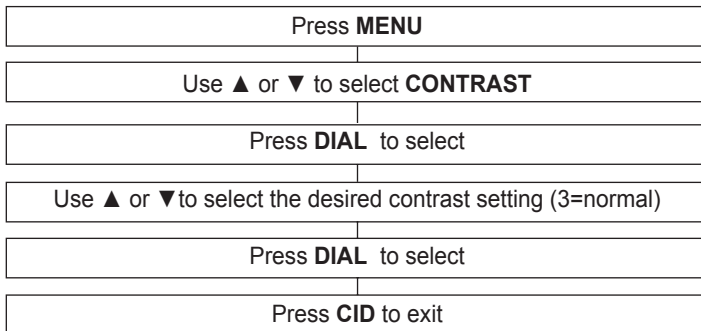 Press MENU
Use ▲ or ▼ to select CONTRAST
Press DIAL to select
Use ▲ or ▼to select the desired contrast setting (3=normal)
Press DIAL to select
Press CID to exit